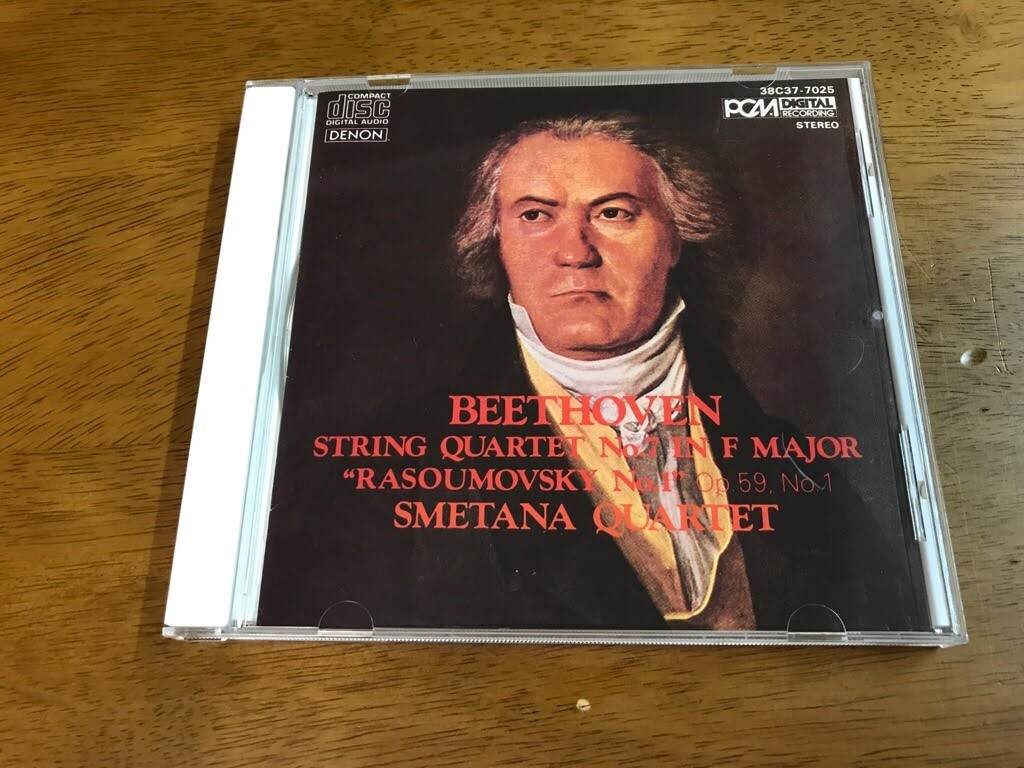 COMPACT
disc
DIGITAL AUDIO
DENON
38C37-7025
PCM DIGITAL RECORDING
STEREO
BEETHOVEN
STRING QUARTET No.7 IN F MAJOR
“RASOUMOVSKY No.1” Op.59, No.1
SMETANA QUARTET